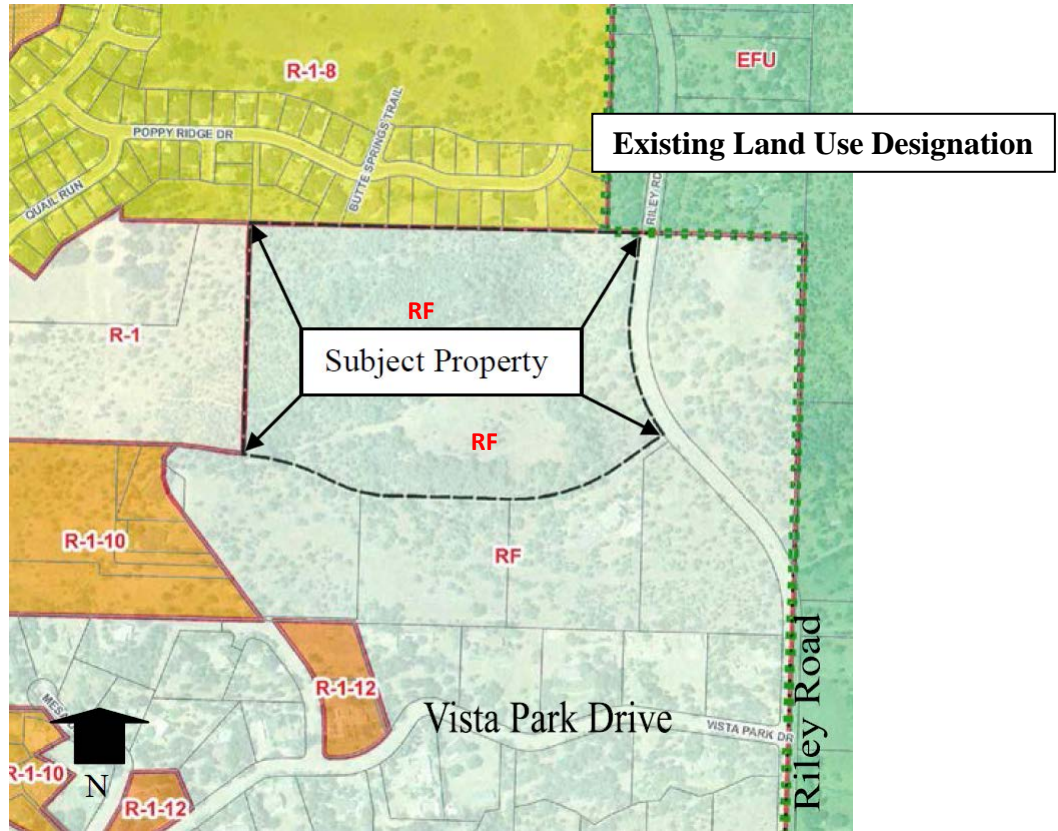 R-1-8
EFU
Existing Land Use Designation
POPPY RIDGE DR
BUTTE SPRINGS TRAIL
QUAIL RUN
RILEY RD
RF
R-1
Subject Property
RF
R-1-10
RF
R-1-12
Vista Park Drive
VISTA PARK DR
Riley Road
N
R-1-10
R-1-12